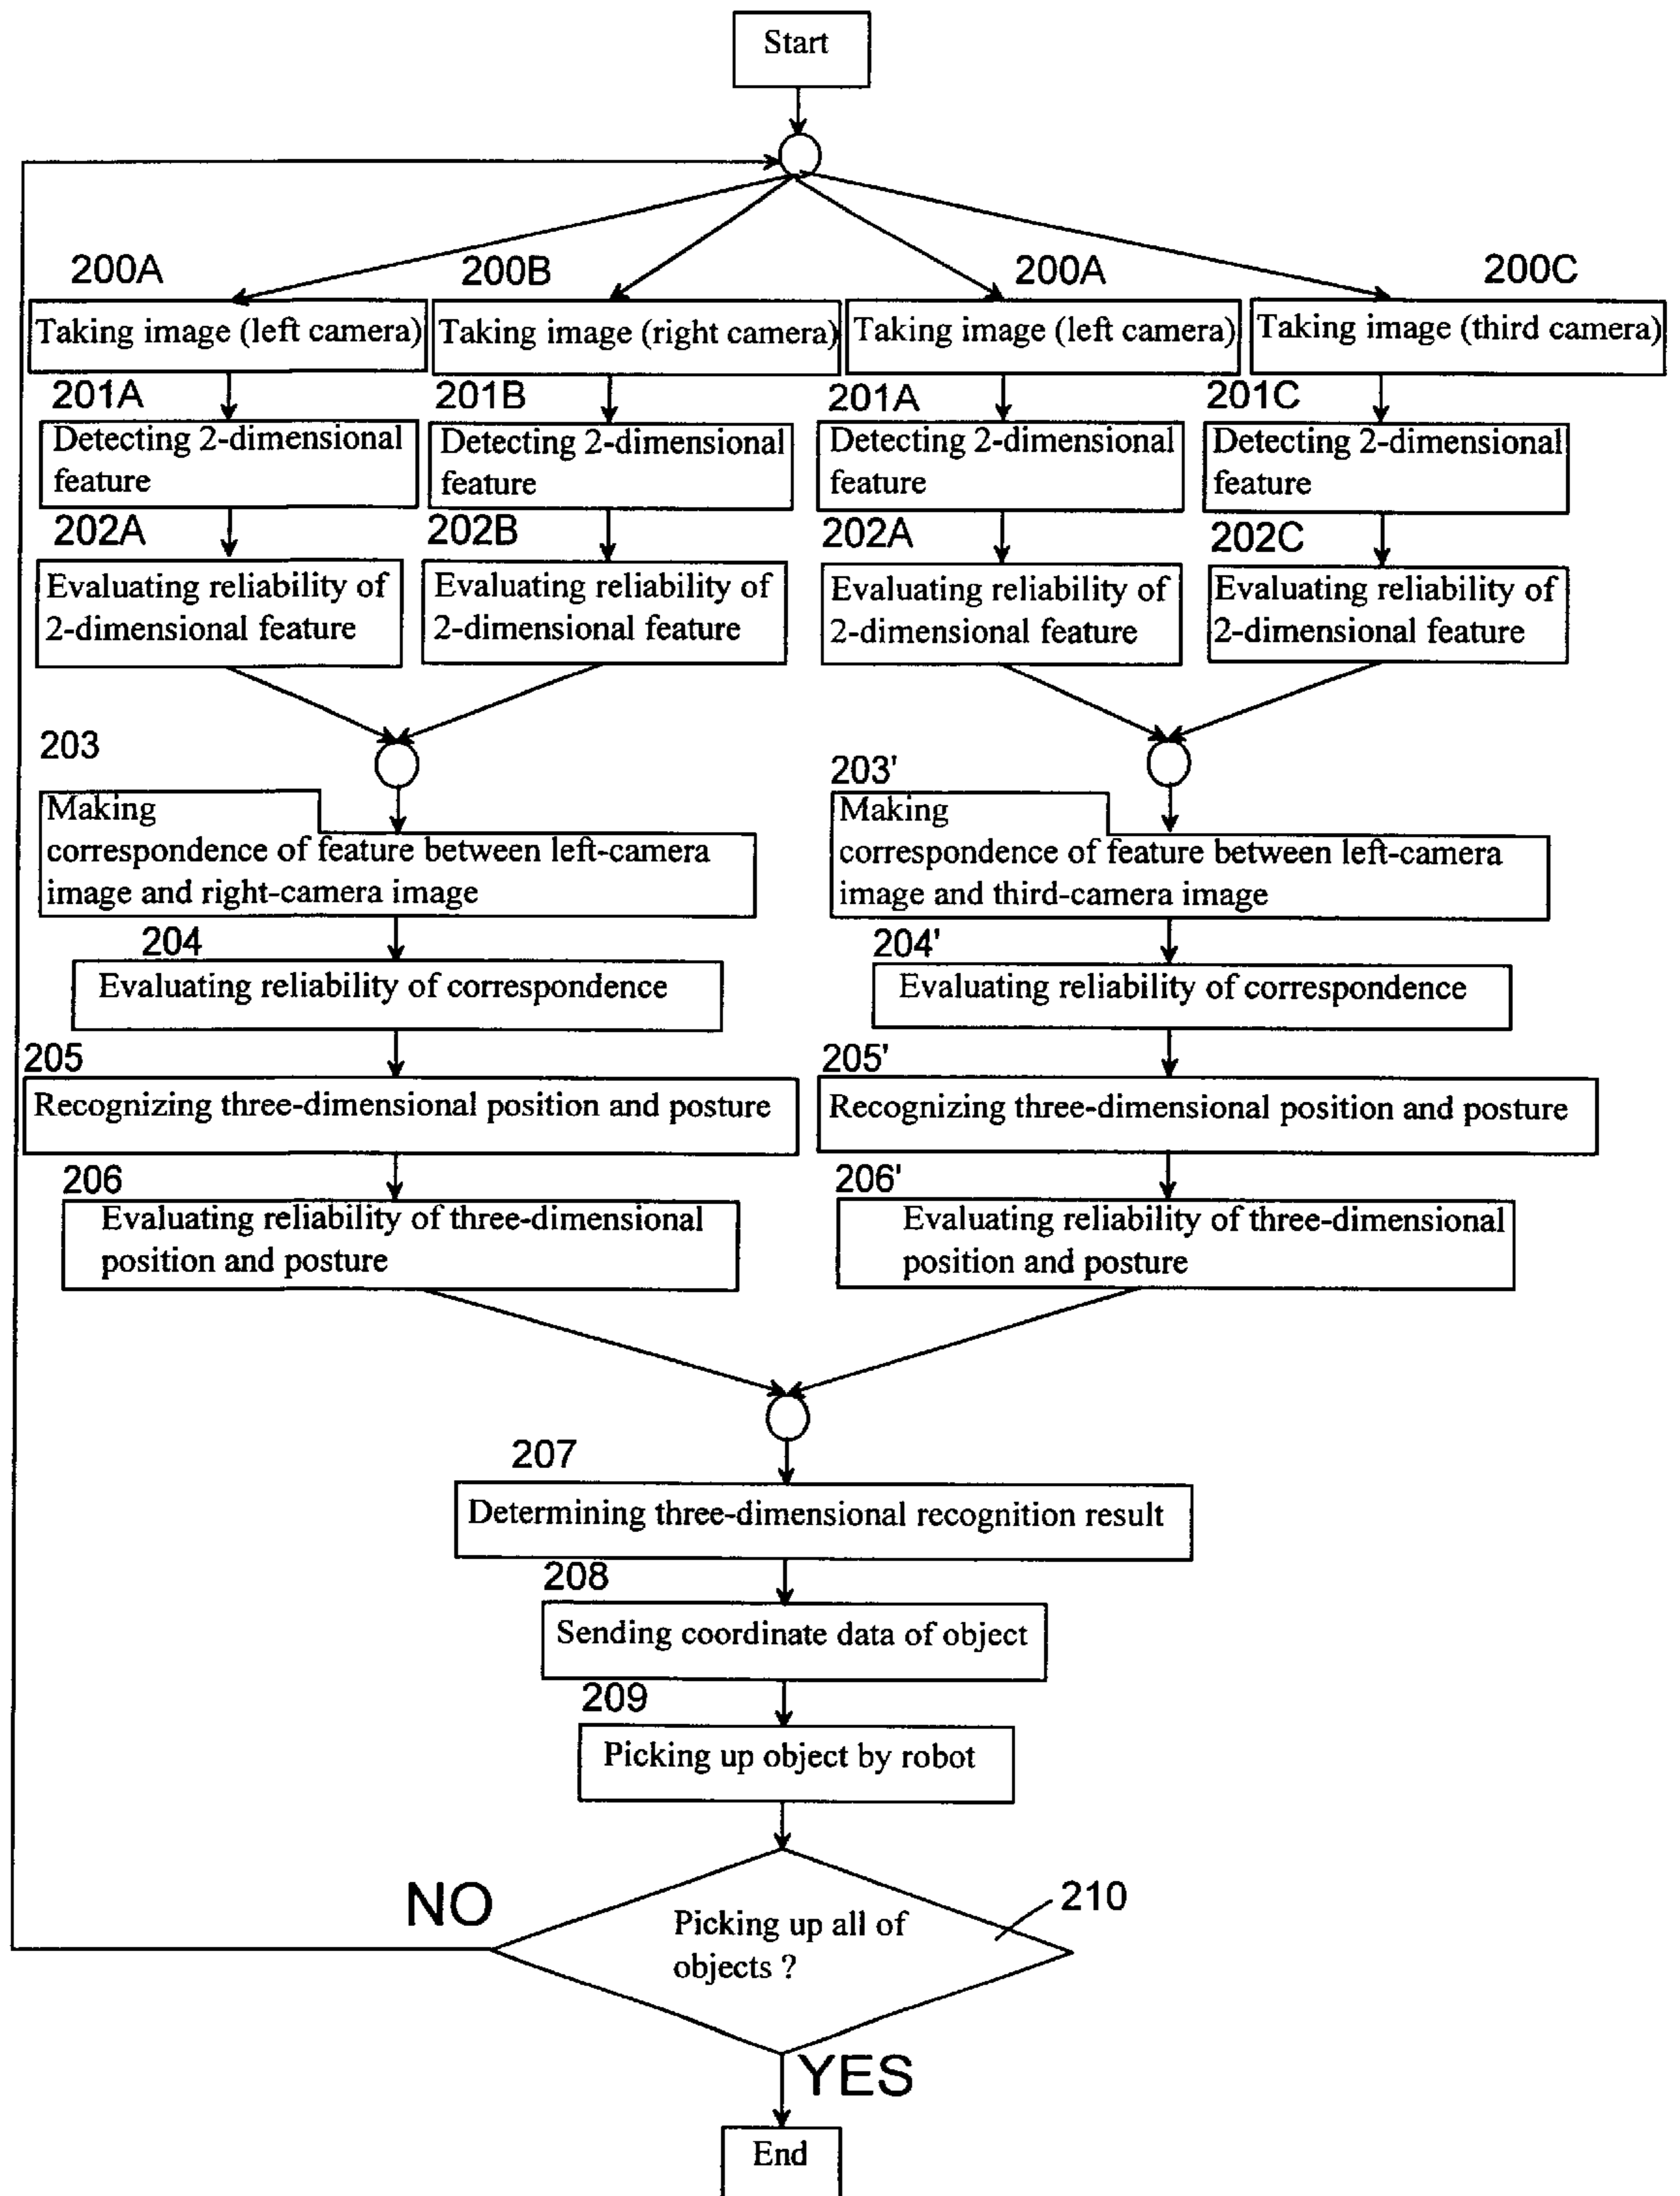 Start
200A
200B
200A
200C
Taking image (left camera)
Taking image (right camera)
Taking image (left camera)
Taking image (third camera)
201A
201B
201A
201C
Detecting 2-dimensional
feature
Detecting 2-dimensional
feature
Detecting 2-dimensional
feature
Detecting 2-dimensional
feature
202A
202B
202A
202C
Evaluating reliability of
2-dimensional feature
Evaluating reliability of
2-dimensional feature
Evaluating reliability of
2-dimensional feature
Evaluating reliability of
2-dimensional feature
203
203'
Making
correspondence of feature between left-camera
image and right-camera image
Making
correspondence of feature between left-camera
image and third-camera image
204
204'
Evaluating reliability of correspondence
Evaluating reliability of correspondence
205
205'
Recognizing three-dimensional position and posture
Recognizing three-dimensional position and posture
206
206'
Evaluating reliability of three-dimensional
position and posture
Evaluating reliability of three-dimensional
position and posture
207
Determining three-dimensional recognition result
208
Sending coordinate data of object
209
Picking up object by robot
NO
210
Picking up all of
objects ?
YES
End